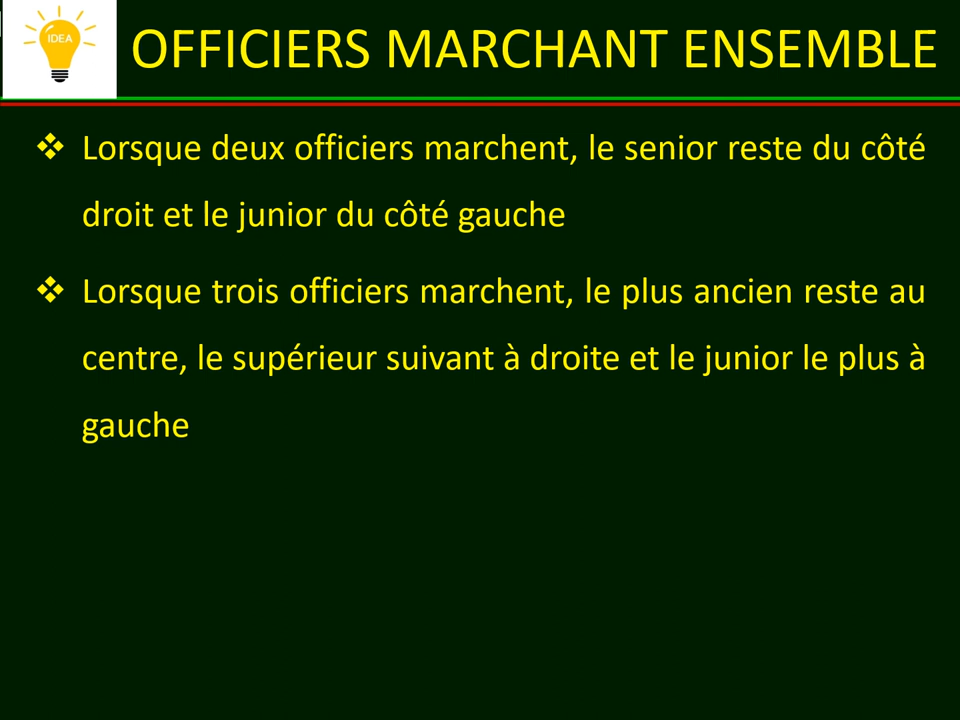 IDEA
OFFICIERS MARCHANT ENSEMBLE
❖ Lorsque deux officiers marchent, le senior reste du côté
droit et le junior du côté gauche
❖ Lorsque trois officiers marchent, le plus ancien reste au
centre, le supérieur suivant à droite et le junior le plus à
gauche